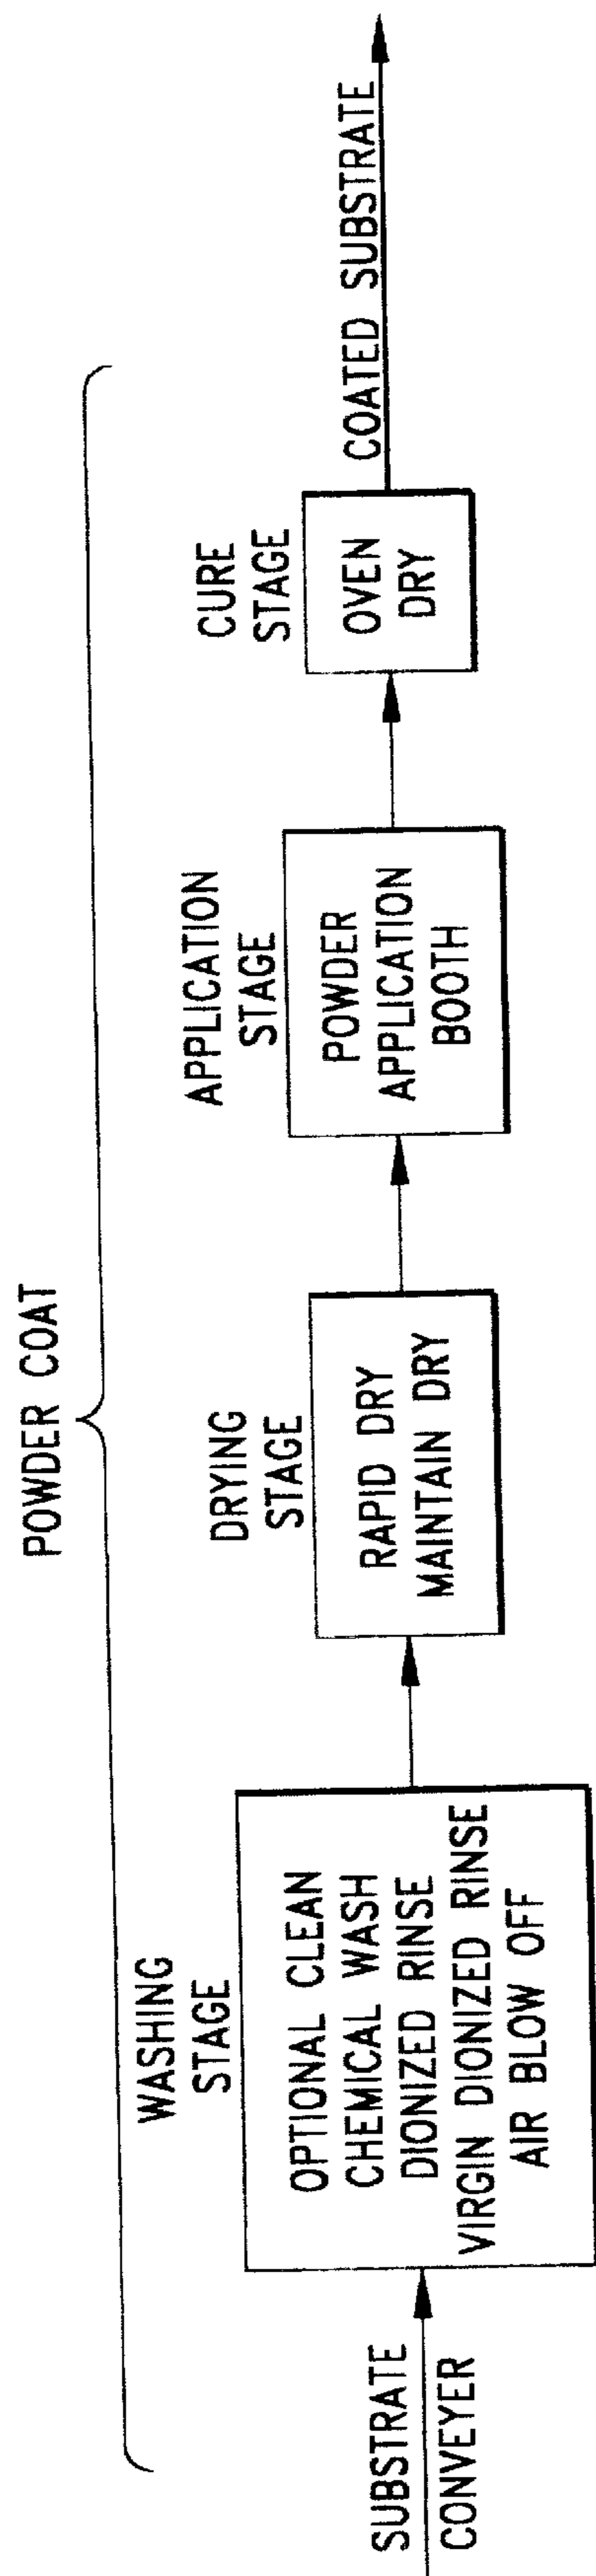 POWDER COAT
SUBSTRATE
CONVEYER
WASHING
STAGE
OPTIONAL CLEAN
CHEMICAL WASH
DIONIZED RINSE
VIRGIN DIONIZED RINSE
AIR BLOW OFF
DRYING
STAGE
RAPID DRY
MAINTAIN DRY
APPLICATION
STAGE
POWDER
APPLICATION
BOOTH
CURE
STAGE
OVEN
DRY
COATED SUBSTRATE